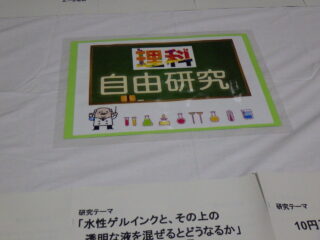 理科
自由研究
研究テーマ
「水性ゲルインクと、その上の
透明な液を混ぜるとどうなるか」
研究テーマ
10円